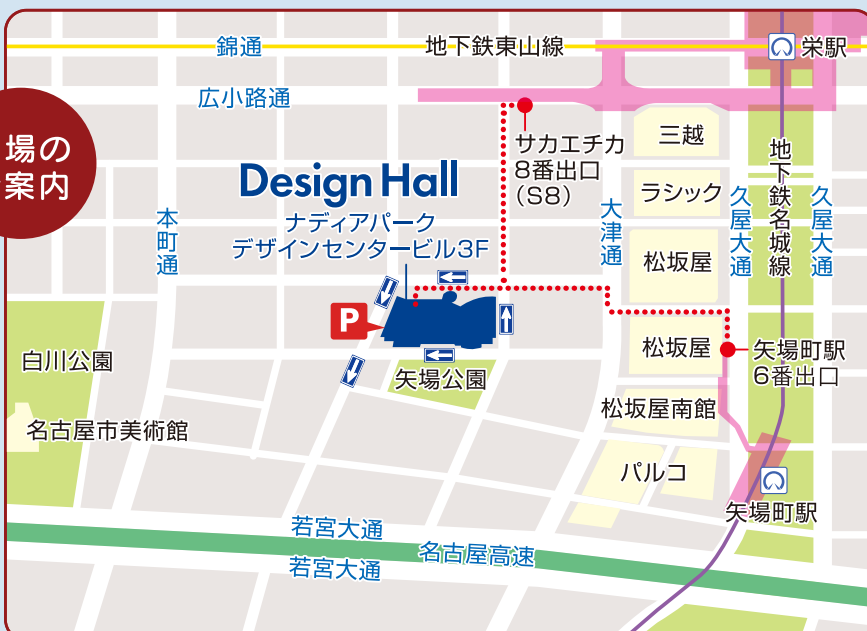 錦通
地下鉄東山線
栄駅
広小路通
場の
案内
サカエチカ
8番出口
(S8)
三越
ラシック
地下鉄名城線
久屋大通
久屋大通
大津通
本町通
Design Hall
ナディアパーク
デザインセンタービル3F
松坂屋
P
松坂屋
矢場町駅
6番出口
白川公園
矢場公園
名古屋市美術館
松坂屋南館
パルコ
矢場町駅
若宮大通
名古屋高速
若宮大通